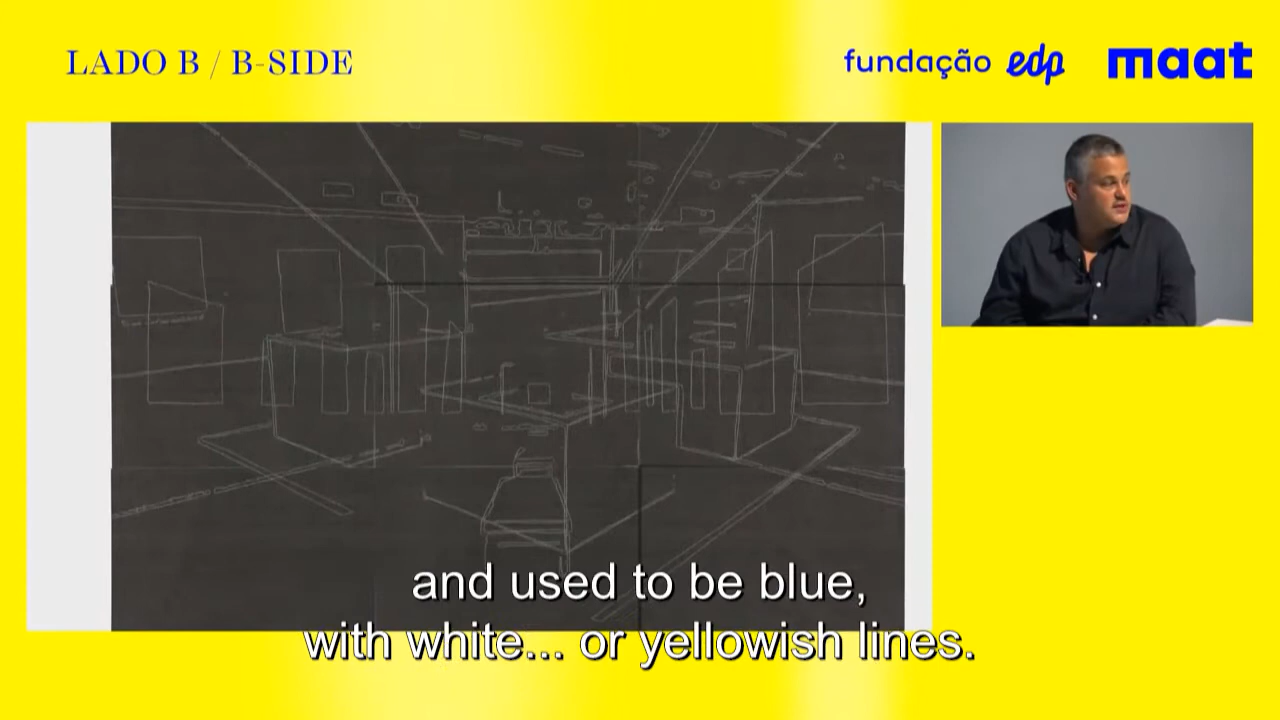 LADO B / B-SIDE
fundação edp
maat
and used to be blue,
with white... or yellowish lines.